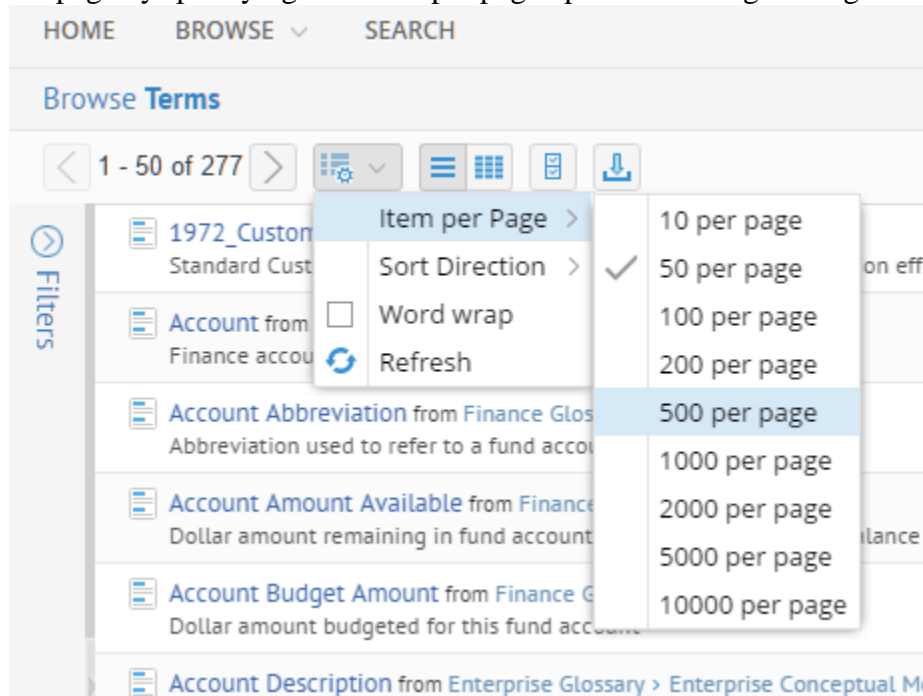 HOME BROWSE SEARCH
Browse Terms
1 - 50 of 277
Filters
Item per Page
Sort Direction
Word wrap
Refresh
10 per page
50 per page
100 per page
200 per page
500 per page
1000 per page
2000 per page
5000 per page
10000 per page
1972_Custom
Standard Cust on eff
Account from
Finance accou
Account Abbreviation from Finance Glos
Abbreviation used to refer to a fund accou
Account Amount Available from Finance
Dollar amount remaining in fund account alance
Account Budget Amount from Finance G
Dollar amount budgeted for this fund account
Account Description from Enterprise Glossary > Enterprise Conceptual M